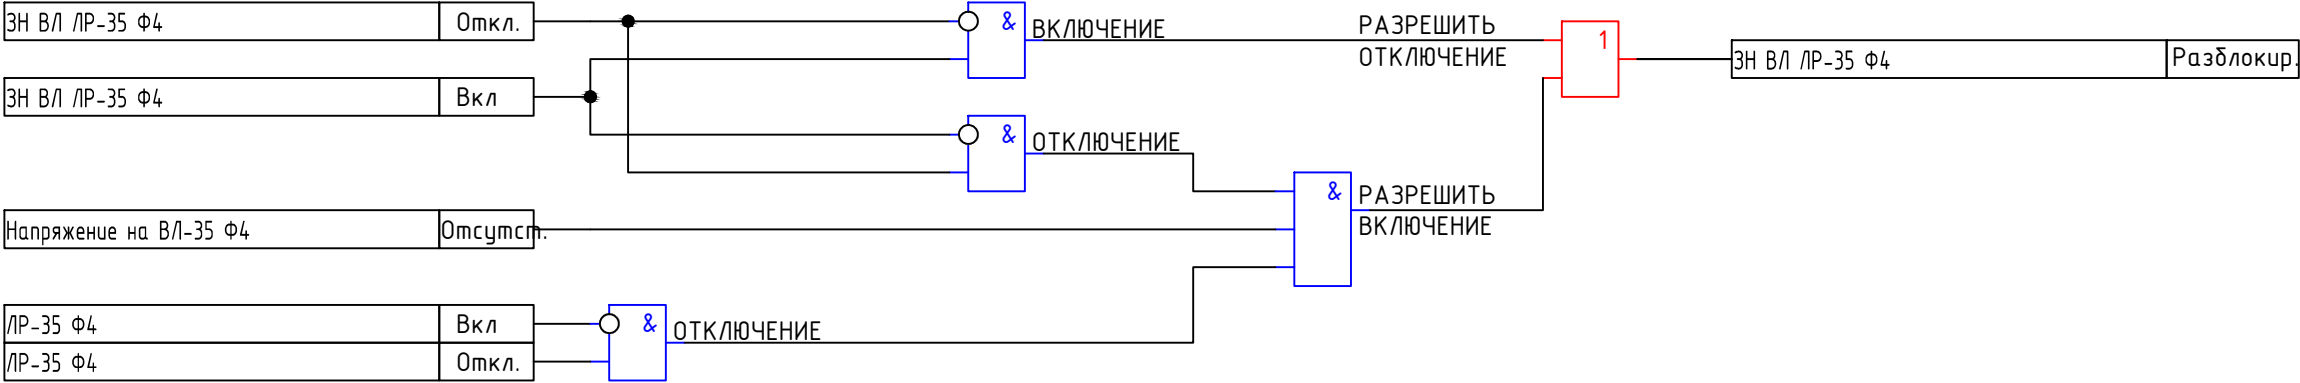 ЗН ВЛ ЛР-35 Ф4 Откл.
& ВКЛЮЧЕНИЕ
РАЗРЕШИТЬ
ОТКЛЮЧЕНИЕ
1
ЗН ВЛ ЛР-35 Ф4 Разблокир.
ЗН ВЛ ЛР-35 Ф4 Вкл
& ОТКЛЮЧЕНИЕ
&
РАЗРЕШИТЬ
ВКЛЮЧЕНИЕ
Напряжение на ВЛ-35 Ф4 Отсутст.
ЛР-35 Ф4 Вкл
& ОТКЛЮЧЕНИЕ
ЛР-35 Ф4 Откл.